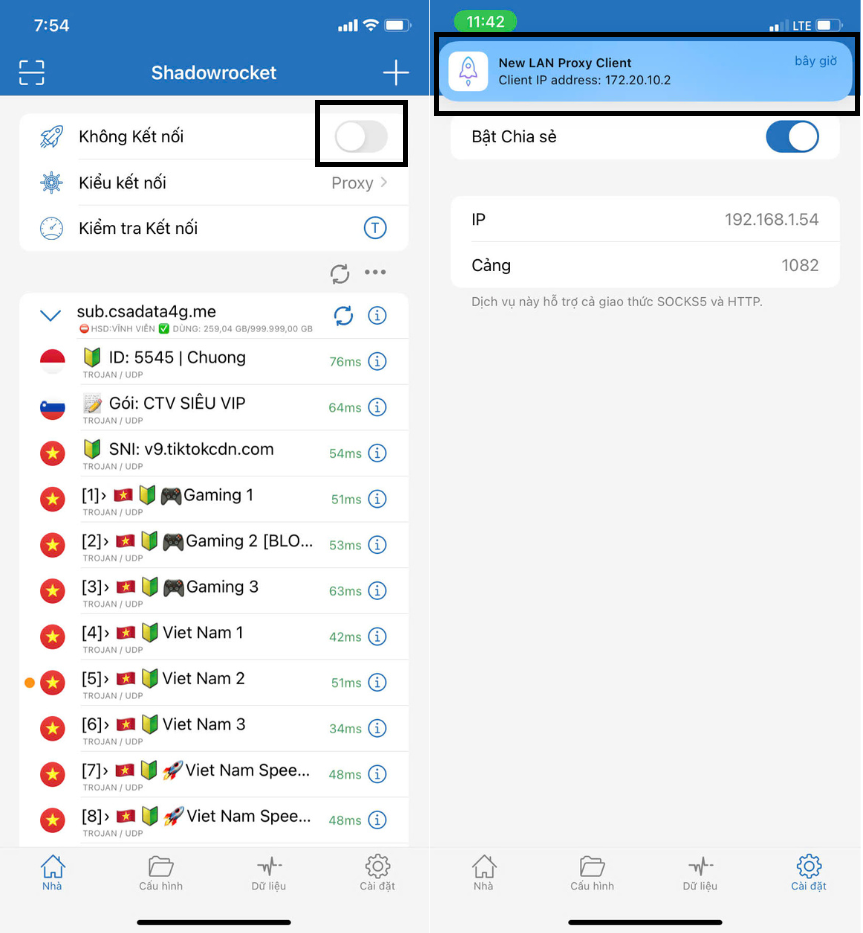 7:54
Shadowrocket
Không Kết nối
Kiểu kết nối
Proxy
Kiểm tra Kết nối
T
sub.csadata4g.me
⛔HSD:VĨNH VIỄN ✅ DÙNG: 259,04 GB/999.999,00 GB
🔰 ID: 5545 | Chuong
76ms
TROJAN / UDP
📝 Gói: CTV SIÊU VIP
64ms
TROJAN / UDP
🔰 SNI: v9.tiktokcdn.com
54ms
TROJAN / UDP
[1]› 🇻🇳 🔰🎮Gaming 1
51ms
TROJAN / UDP
[2]› 🇻🇳 🔰🎮Gaming 2 [BLO...
53ms
TROJAN / UDP
[3]› 🇻🇳 🔰🎮Gaming 3
63ms
TROJAN / UDP
[4]› 🇻🇳 🔰Viet Nam 1
42ms
TROJAN / UDP
[5]› 🇻🇳 🔰Viet Nam 2
51ms
TROJAN / UDP
[6]› 🇻🇳 🔰Viet Nam 3
34ms
TROJAN / UDP
[7]› 🇻🇳 🔰🚀Viet Nam Spee...
48ms
TROJAN / UDP
[8]› 🇻🇳 🔰🚀Viet Nam Spee...
48ms
TROJAN / UDP
Nhà
Cấu hình
Dữ liệu
Cài đặt
11:42
LTE
New LAN Proxy Client
bây giờ
Client IP address: 172.20.10.2
Bật Chia sẻ
IP
192.168.1.54
Cảng
1082
Dịch vụ này hỗ trợ cả giao thức SOCKS5 và HTTP.
Nhà
Cấu hình
Dữ liệu
Cài đặt